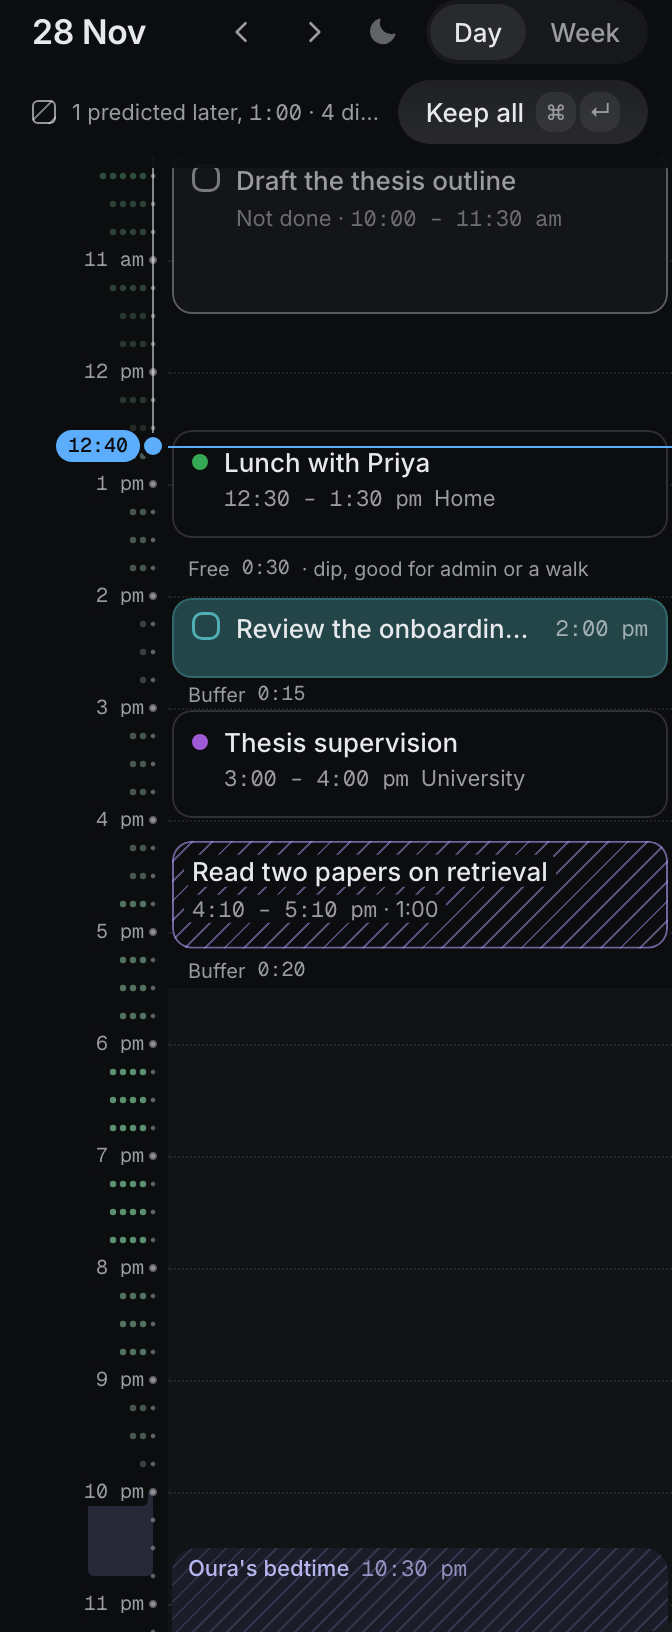 28 Nov
Day Week
1 predicted later, 1:00 · 4 di...
Keep all ⌘ ↵
Draft the thesis outline
Not done · 10:00 – 11:30 am
11 am
12 pm
12:40
Lunch with Priya
1 pm
12:30 – 1:30 pm Home
Free 0:30 · dip, good for admin or a walk
2 pm
Review the onboardin... 2:00 pm
Buffer 0:15
3 pm
Thesis supervision
3:00 – 4:00 pm University
4 pm
Read two papers on retrieval
4:10 – 5:10 pm · 1:00
5 pm
Buffer 0:20
6 pm
7 pm
8 pm
9 pm
10 pm
Oura's bedtime 10:30 pm
11 pm